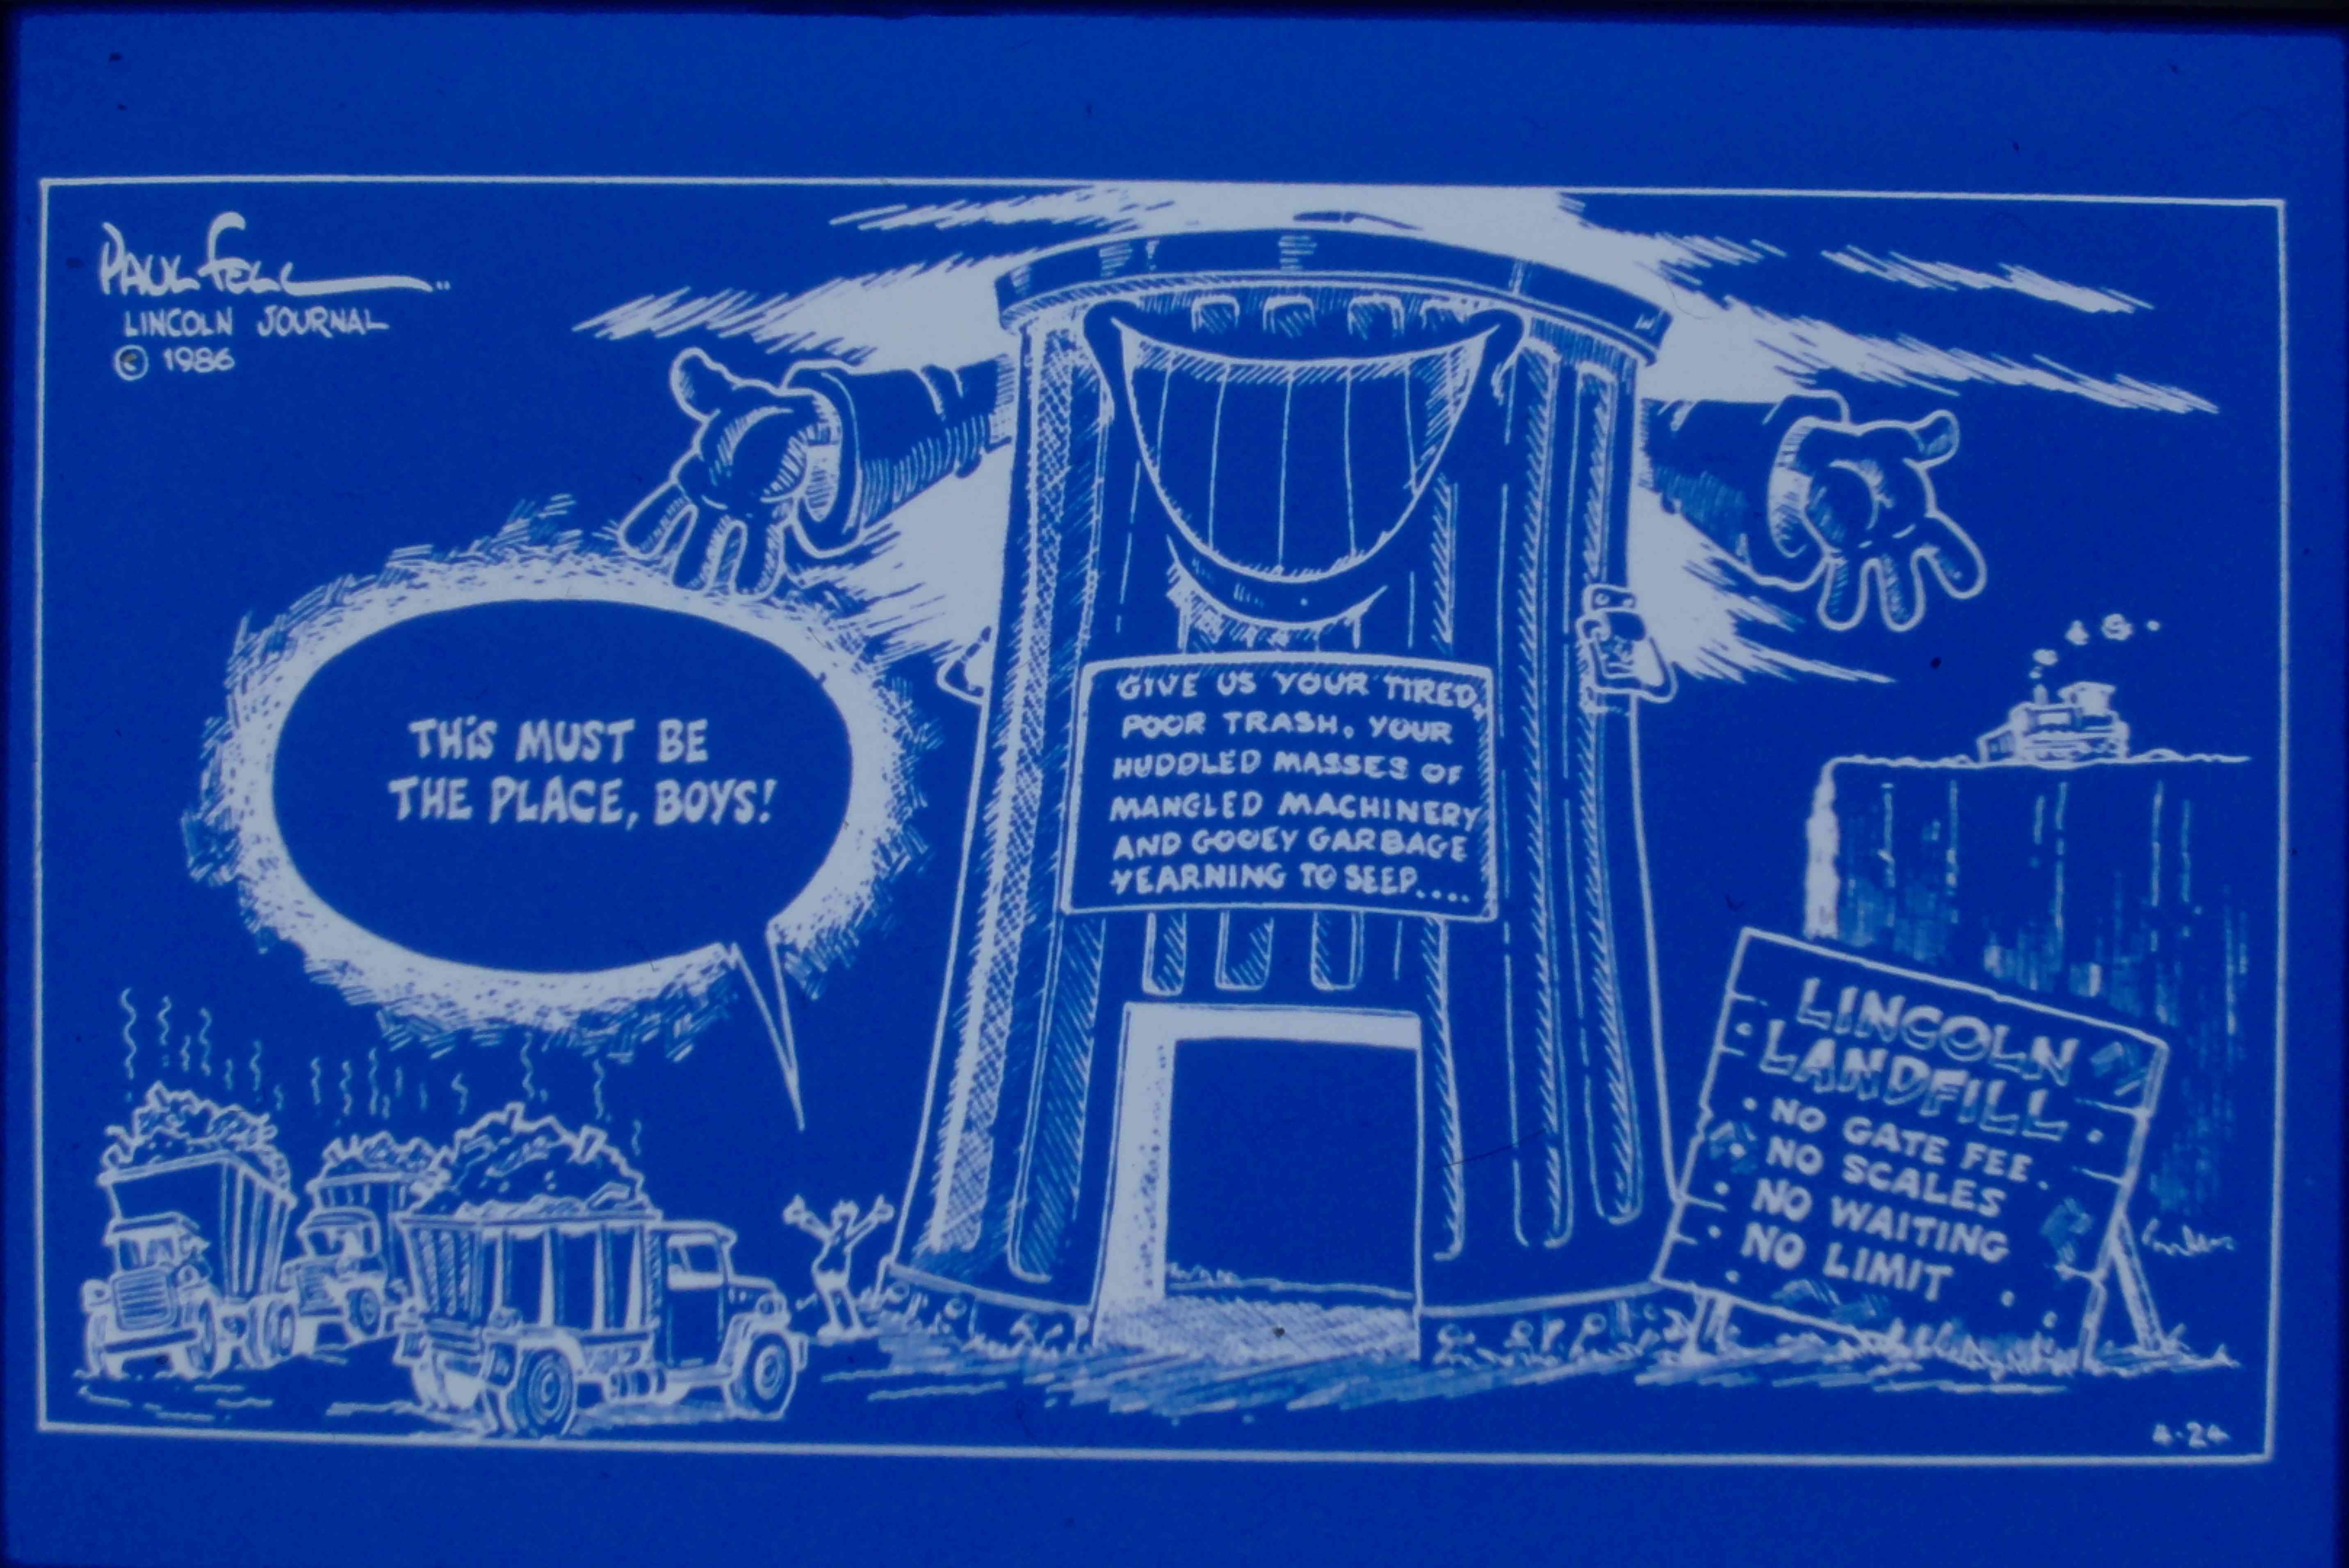 PAUL FELL
LINCOLN JOURNAL
© 1986
THIS MUST BE
THE PLACE, BOYS!
GIVE US YOUR TIRED,
POOR TRASH. YOUR
HUDDLED MASSES OF
MANGLED MACHINERY
AND GOOEY GARBAGE
YEARNING TO SEEP....
LINCOLN
LANDFILL
• NO GATE FEE.
• NO SCALES
• NO WAITING
• NO LIMIT
4-24